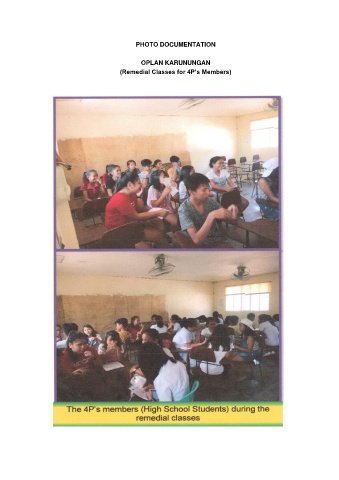 PHOTO DOCUMENTATION
OPLAN KARUNUNGAN
(Remedial Classes for 4P's Members)
The 4P's members (High School Students) during the
remedial classes